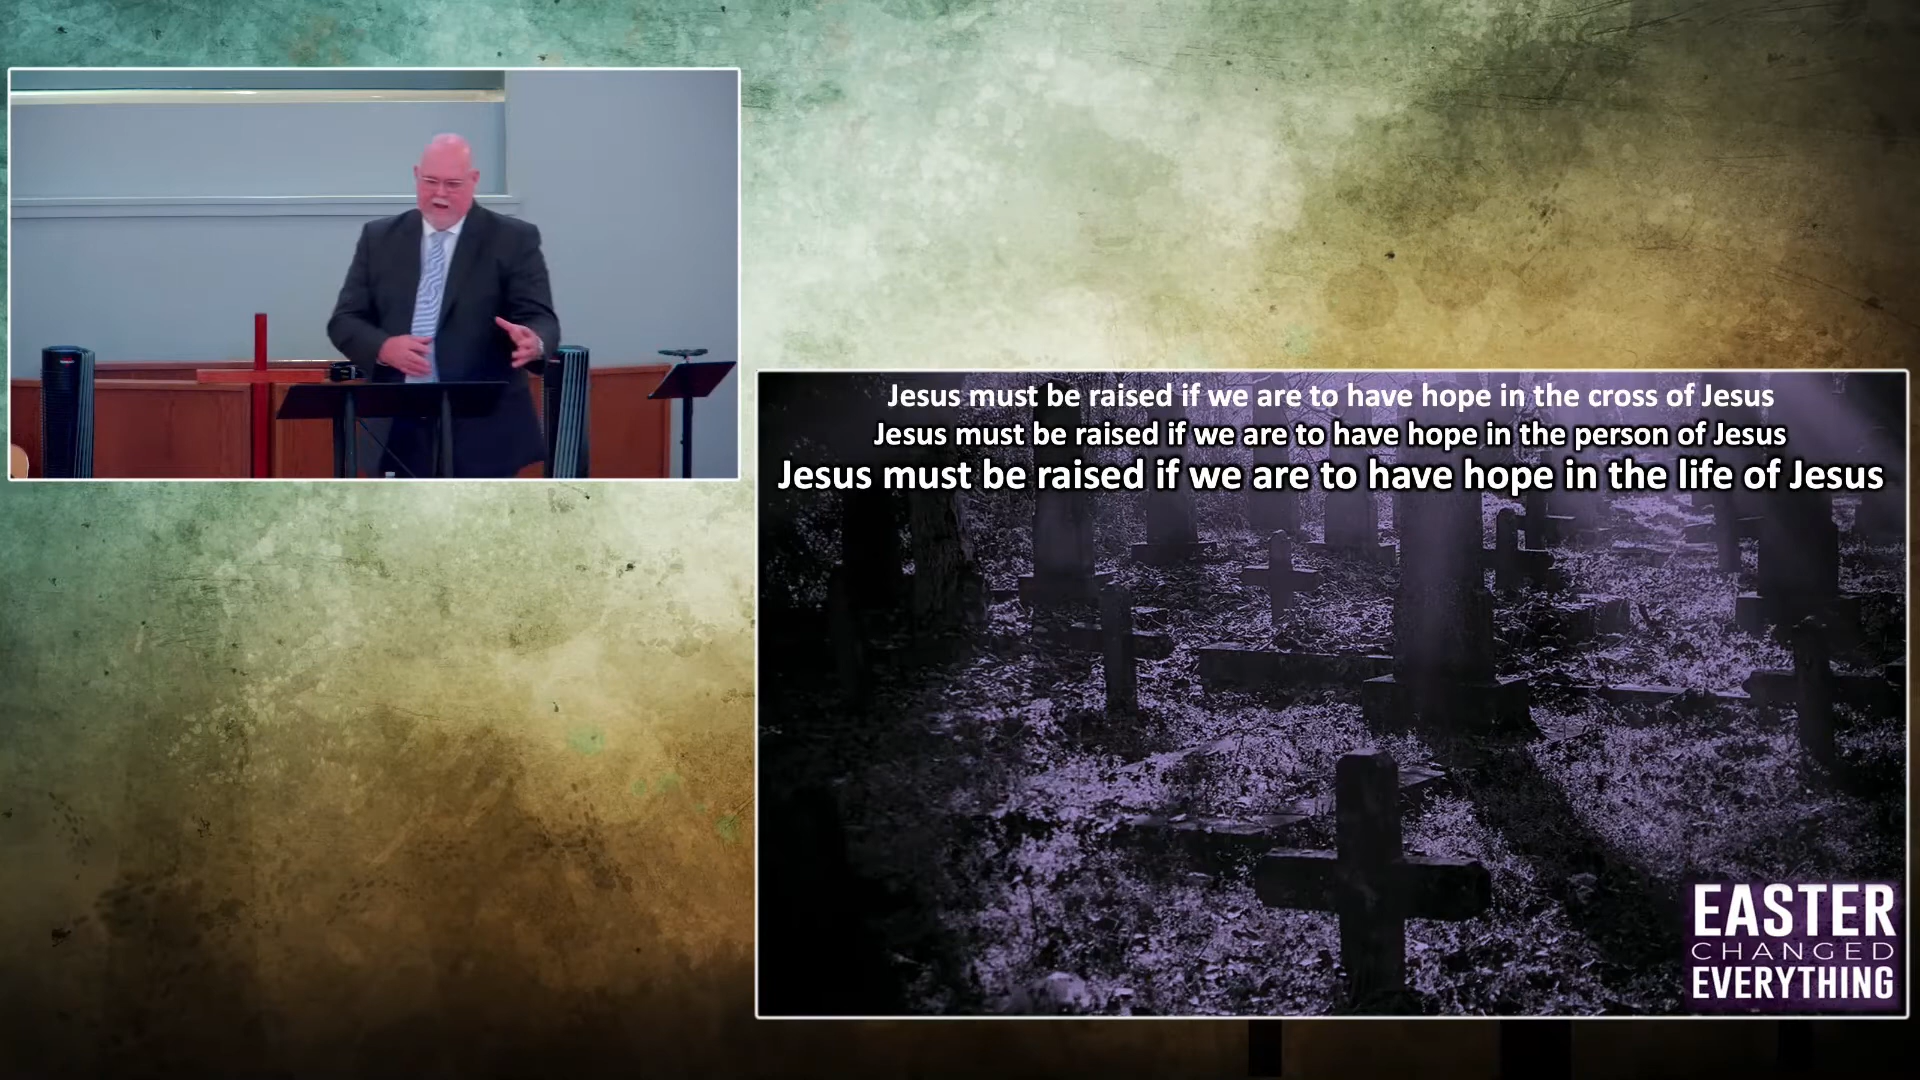 Jesus must be raised if we are to have hope in the cross of Jesus
Jesus must be raised if we are to have hope in the person of Jesus
Jesus must be raised if we are to have hope in the life of Jesus
EASTER
CHANGED
EVERYTHING